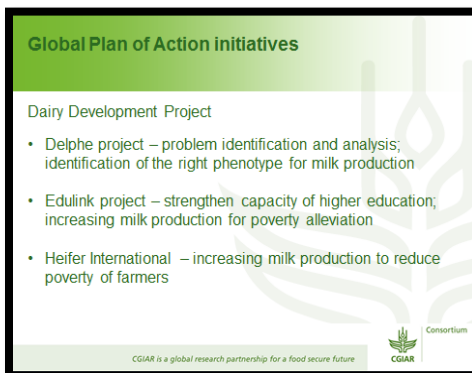 Global Plan of Action initiatives
Dairy Development Project
• Delphe project – problem identification and analysis;
identification of the right phenotype for milk production
• Edulink project – strengthen capacity of higher education;
increasing milk production for poverty alleviation
• Heifer International – increasing milk production to reduce
poverty of farmers
CGIAR is a global research partnership for a food secure future
CGIAR
Consortium